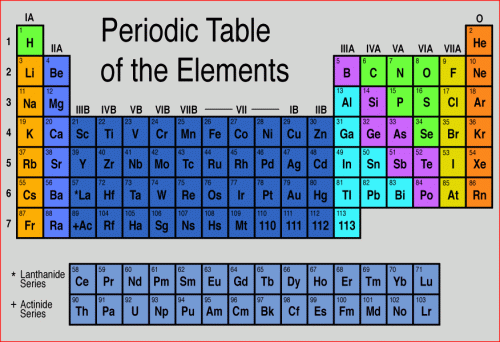 IA O
Periodic Table
of the Elements
1 1 H 2 He
IIA IIIA IVA VA VIA VIIA
2 3 Li 4 Be 5 B 6 C 7 N 8 O 9 F 10 Ne
3 11 Na 12 Mg 13 Al 14 Si 15 P 16 S 17 Cl 18 Ar
IIIB IVB VB VIB VIIB VII IB IIB
4 19 K 20 Ca 21 Sc 22 Ti 23 V 24 Cr 25 Mn 26 Fe 27 Co 28 Ni 29 Cu 30 Zn 31 Ga 32 Ge 33 As 34 Se 35 Br 36 Kr
5 37 Rb 38 Sr 39 Y 40 Zr 41 Nb 42 Mo 43 Tc 44 Ru 45 Rh 46 Pd 47 Ag 48 Cd 49 In 50 Sn 51 Sb 52 Te 53 I 54 Xe
6 55 Cs 56 Ba 57 *La 72 Hf 73 Ta 74 W 75 Re 76 Os 77 Ir 78 Pt 79 Au 80 Hg 81 Tl 82 Pb 83 Bi 84 Po 85 At 86 Rn
7 87 Fr 88 Ra 89 +Ac 104 Rf 105 Ha 106 Sg 107 Ns 108 Hs 109 Mt 110 110 111 111 112 112 113 113
* Lanthanide
Series
58 Ce 59 Pr 60 Nd 61 Pm 62 Sm 63 Eu 64 Gd 65 Tb 66 Dy 67 Ho 68 Er 69 Tm 70 Yb 71 Lu
+ Actinide
Series
90 Th 91 Pa 92 U 93 Np 94 Pu 95 Am 96 Cm 97 Bk 98 Cf 99 Es 100 Fm 101 Md 102 No 103 Lr